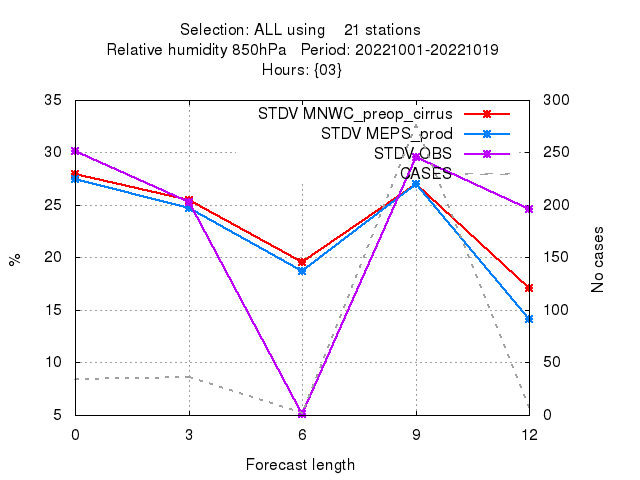 Selection: ALL using 21 stations
Relative humidity 850hPa Period: 20221001-20221019
Hours: {03}
STDV MNWC_preop_cirrus
STDV MEPS_prod
STDV OBS
CASES
35
30
25
20
15
10
5
300
250
200
150
100
50
0
%
No cases
0 3 6 9 12
Forecast length